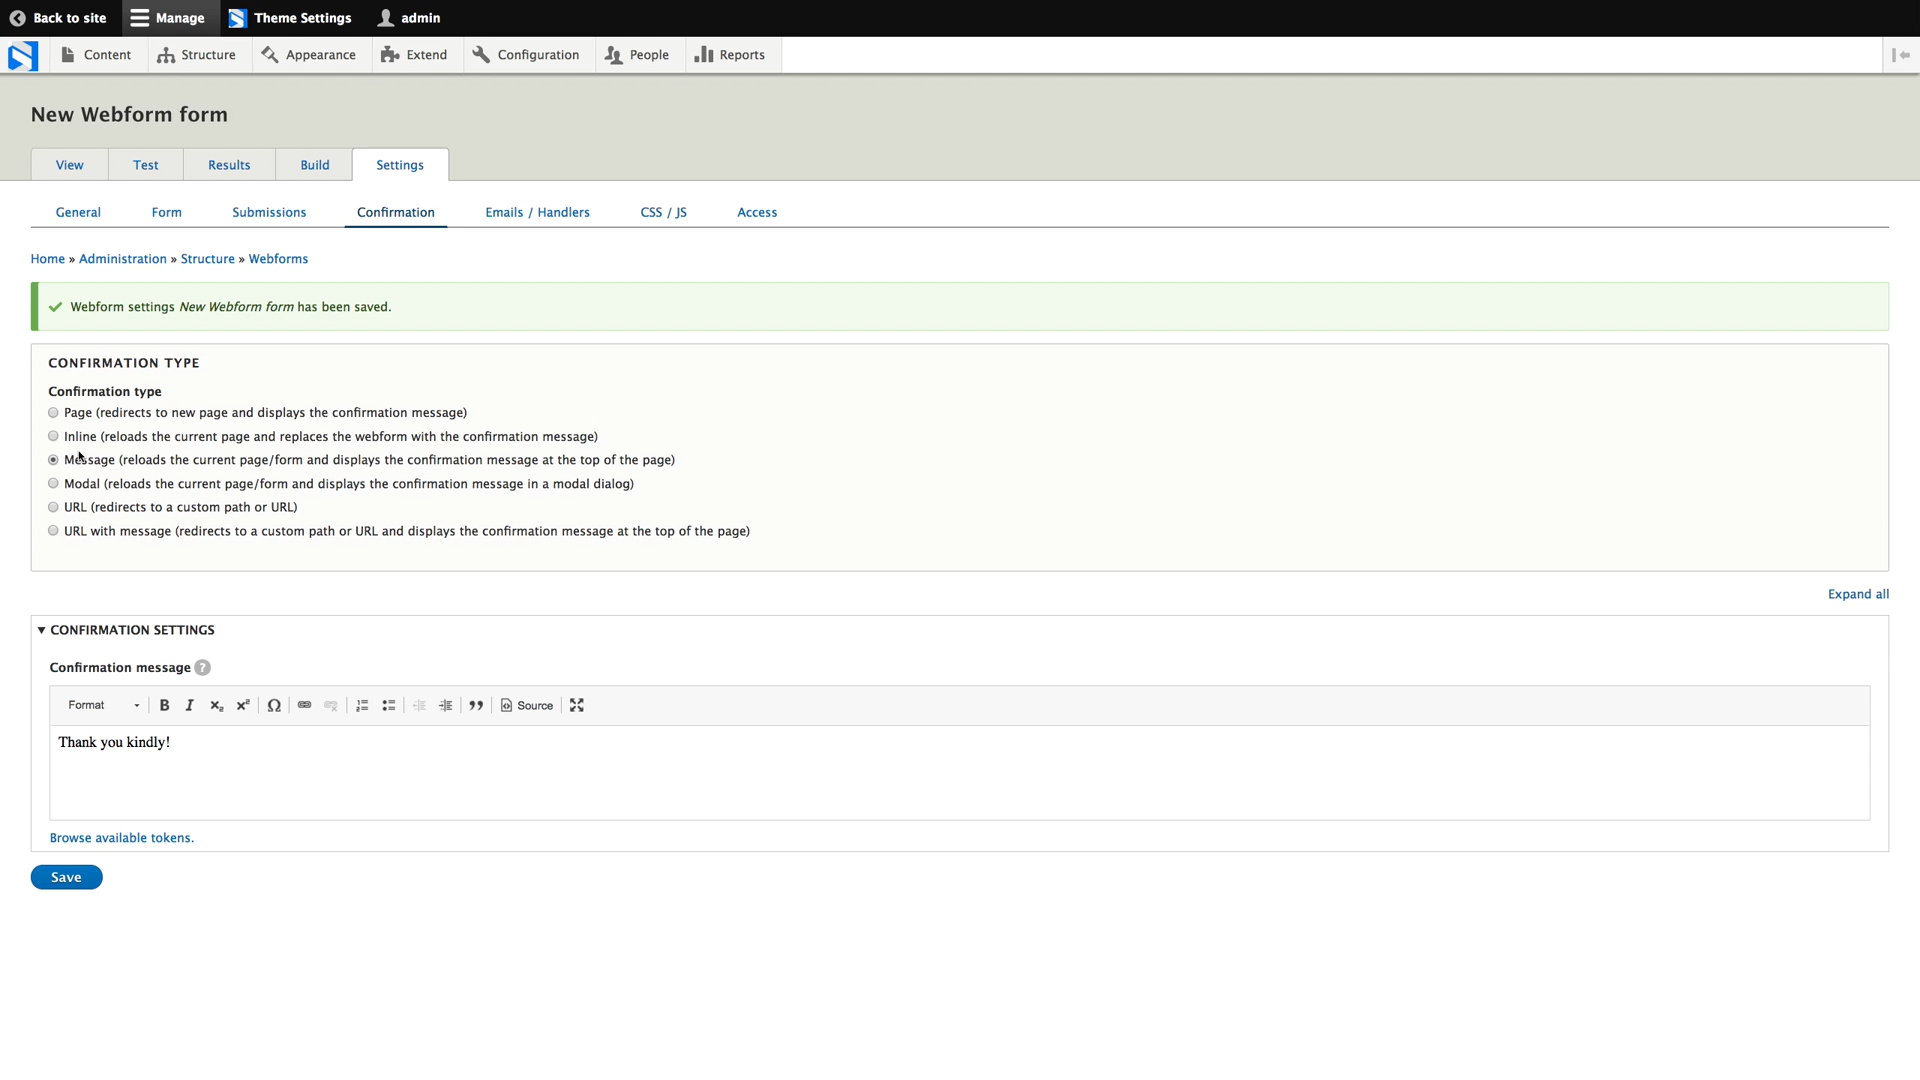 Back to site Manage Theme Settings admin
Content Structure Appearance Extend Configuration People Reports
New Webform form
View Test Results Build Settings
General Form Submissions Confirmation Emails / Handlers CSS / JS Access
Home » Administration » Structure » Webforms
Webform settings New Webform form has been saved.
CONFIRMATION TYPE
Confirmation type
Page (redirects to new page and displays the confirmation message)
Inline (reloads the current page and replaces the webform with the confirmation message)
Message (reloads the current page/form and displays the confirmation message at the top of the page)
Modal (reloads the current page/form and displays the confirmation message in a modal dialog)
URL (redirects to a custom path or URL)
URL with message (redirects to a custom path or URL and displays the confirmation message at the top of the page)
Expand all
CONFIRMATION SETTINGS
Confirmation message ?
Format B I x₂ x² Ω Source
Thank you kindly!
Browse available tokens.
Save